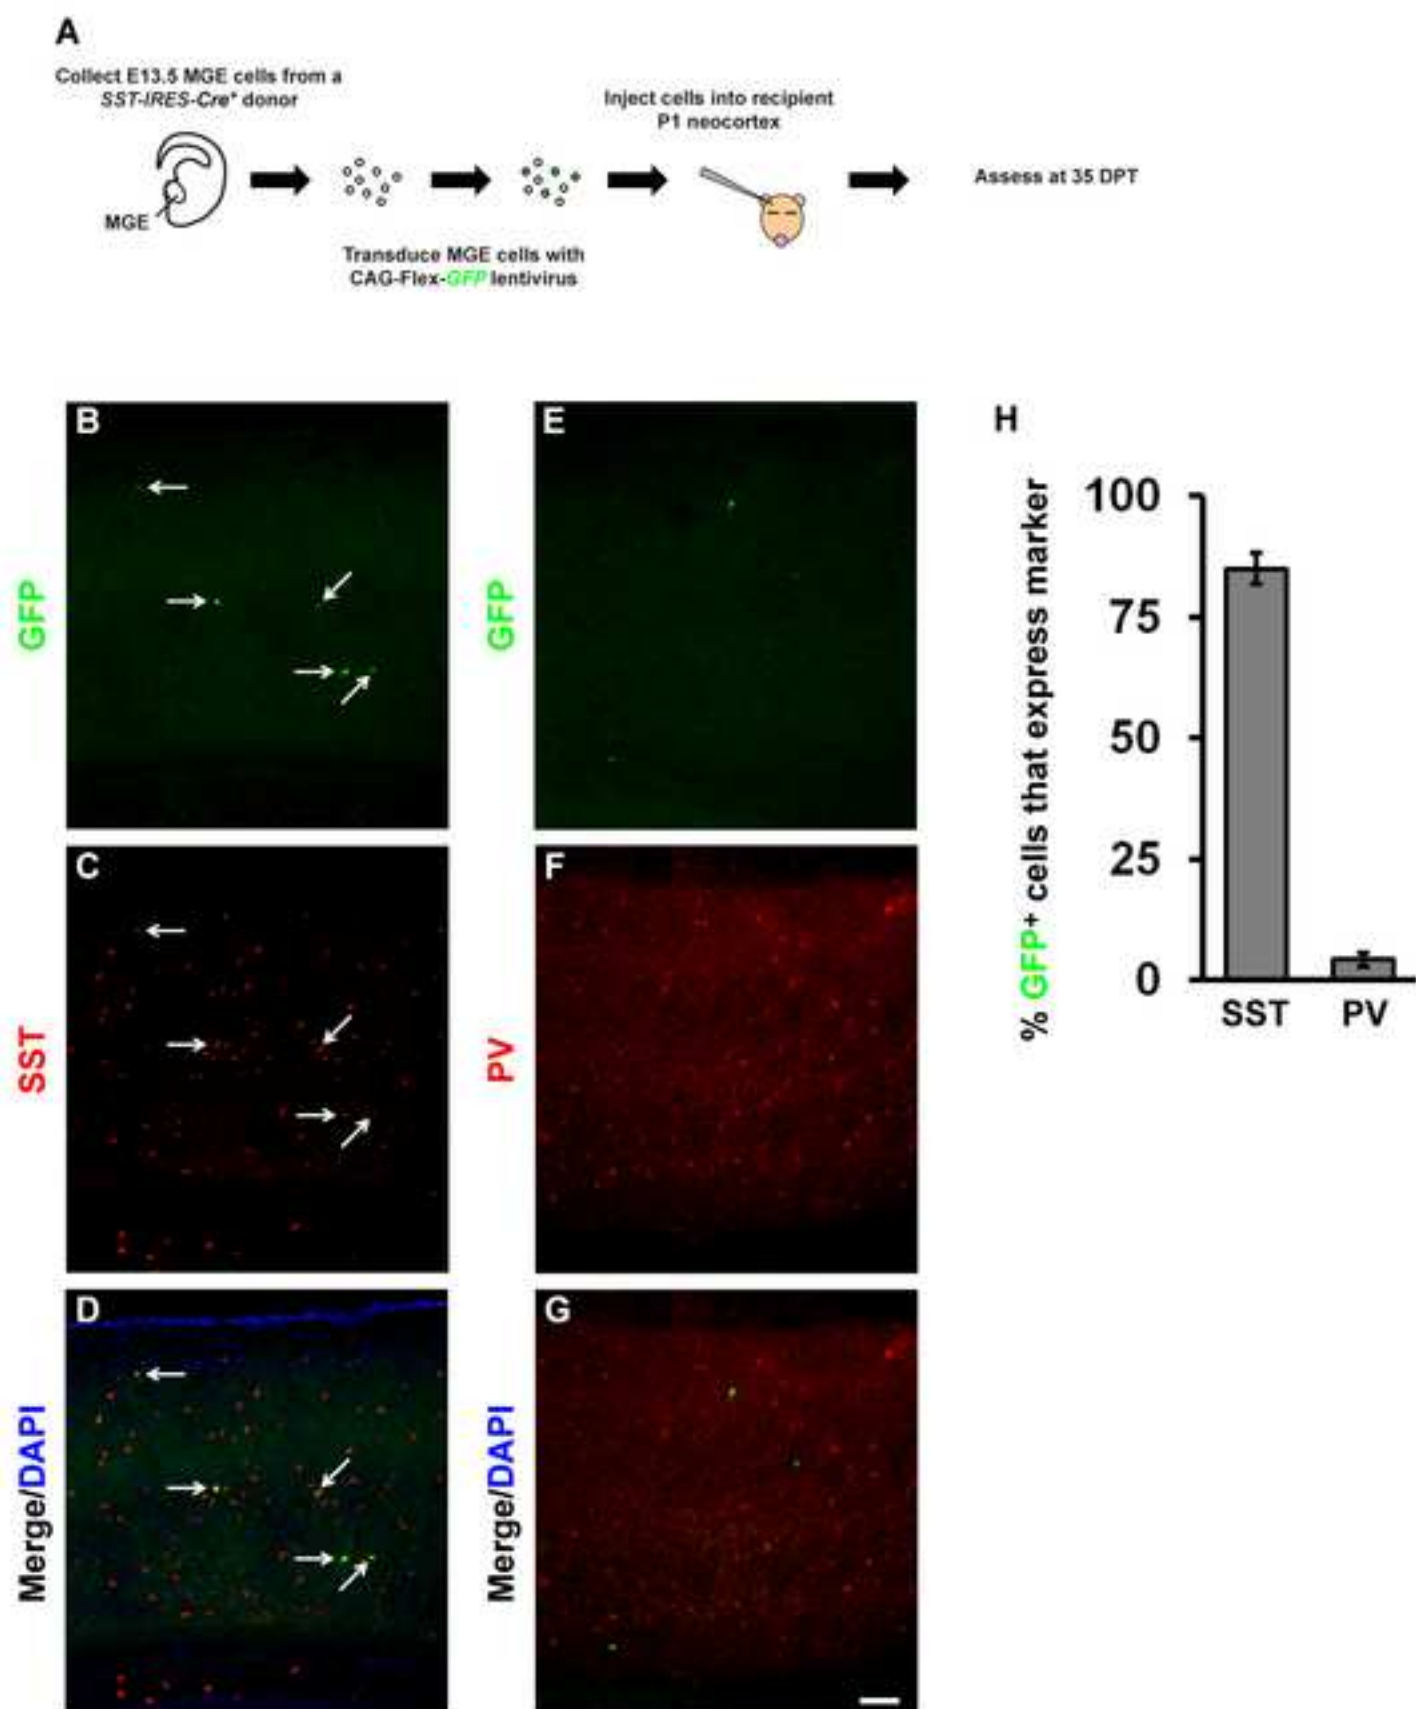 A
Collect E13.5 MGE cells from a
SST-IRES-Cre+ donor
MGE
Transduce MGE cells with
CAG-Flex-GFP lentivirus
Inject cells into recipient
P1 neocortex
Assess at 35 DPT
B
GFP
C
SST
D
Merge/DAPI
E
GFP
F
PV
G
Merge/DAPI
H
% GFP+ cells that express marker
100
75
50
25
0
SST PV